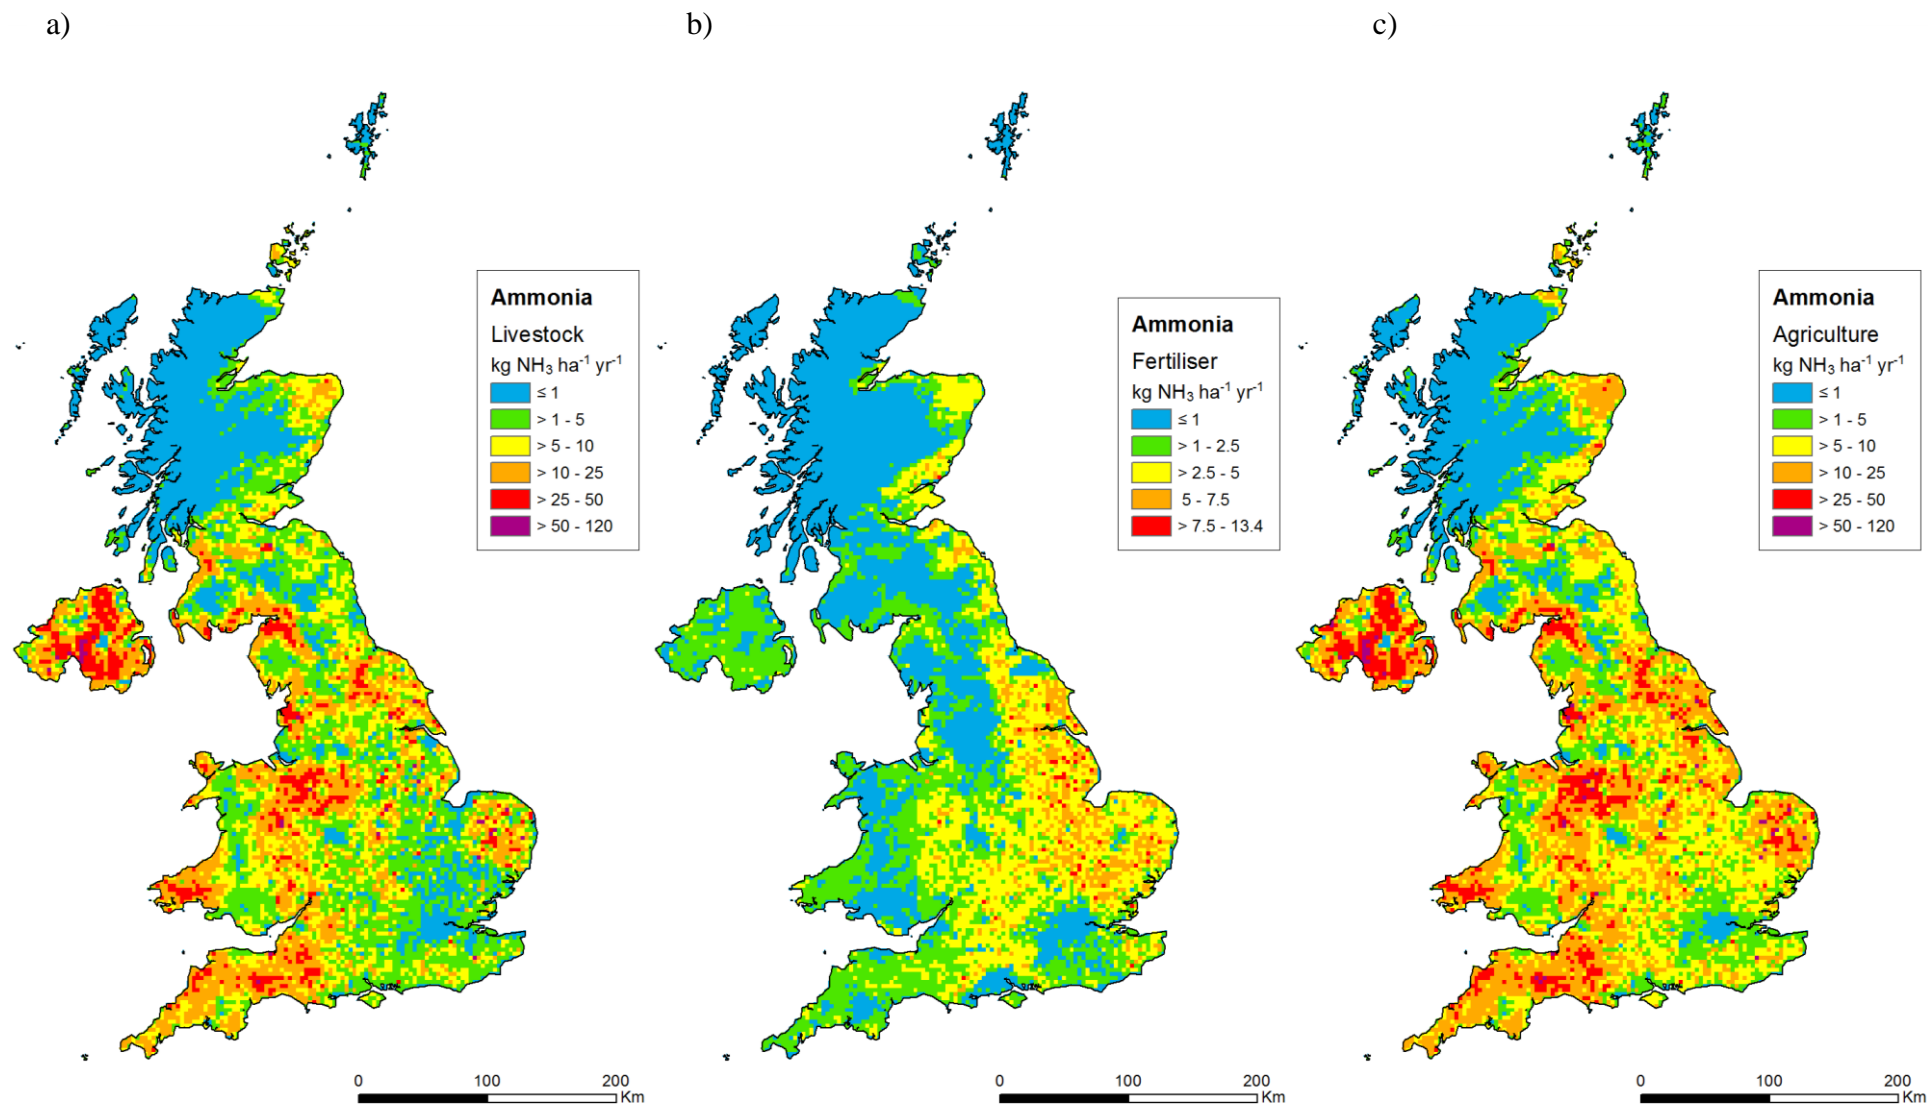 a)
b)
c)
Ammonia
Livestock
kg NH₃ ha⁻¹ yr⁻¹
≤ 1
> 1 - 5
> 5 - 10
> 10 - 25
> 25 - 50
> 50 - 120
Ammonia
Fertiliser
kg NH₃ ha⁻¹ yr⁻¹
≤ 1
> 1 - 2.5
> 2.5 - 5
5 - 7.5
> 7.5 - 13.4
Ammonia
Agriculture
kg NH₃ ha⁻¹ yr⁻¹
≤ 1
> 1 - 5
> 5 - 10
> 10 - 25
> 25 - 50
> 50 - 120
0 100 200
Km
0 100 200
Km
0 100 200
Km